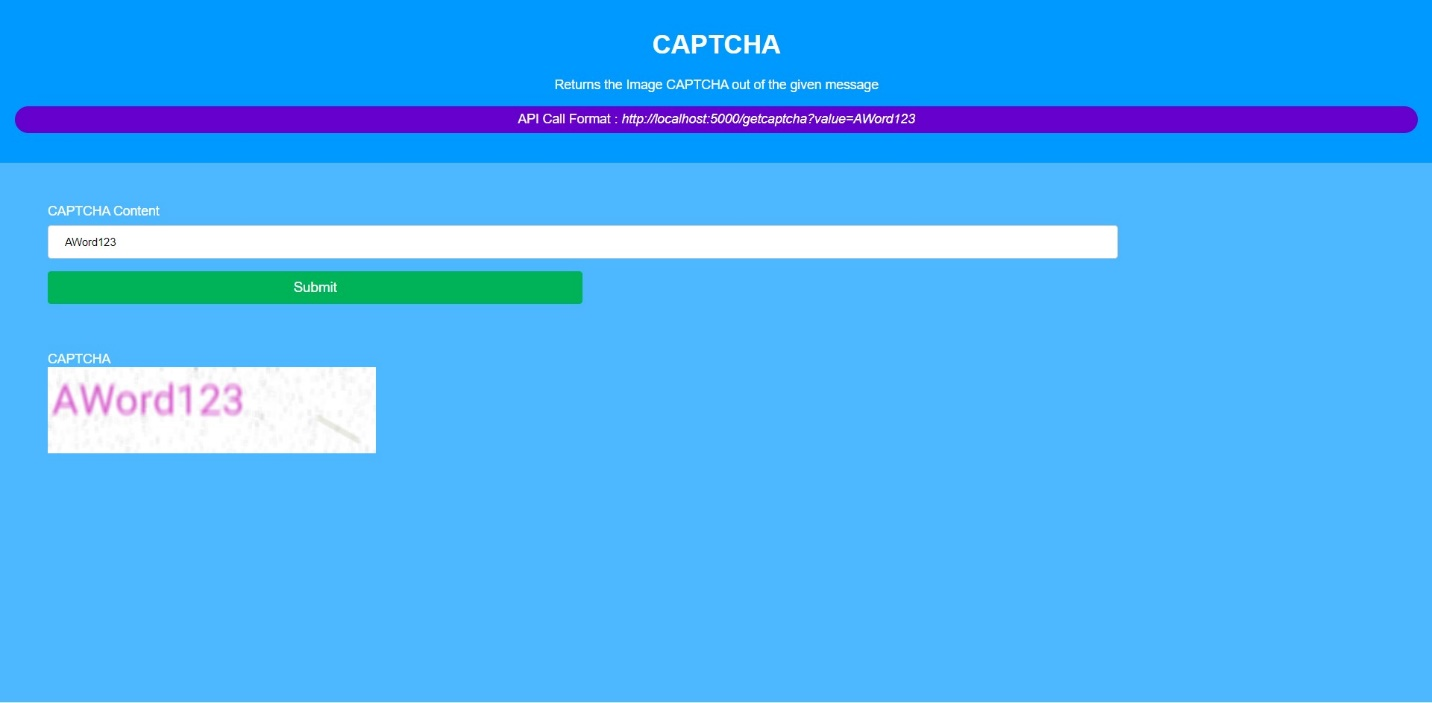 CAPTCHA
Returns the Image CAPTCHA out of the given message
API Call Format : http://localhost:5000/getcaptcha?value=AWord123
CAPTCHA Content
AWord123
Submit
CAPTCHA
AWord123